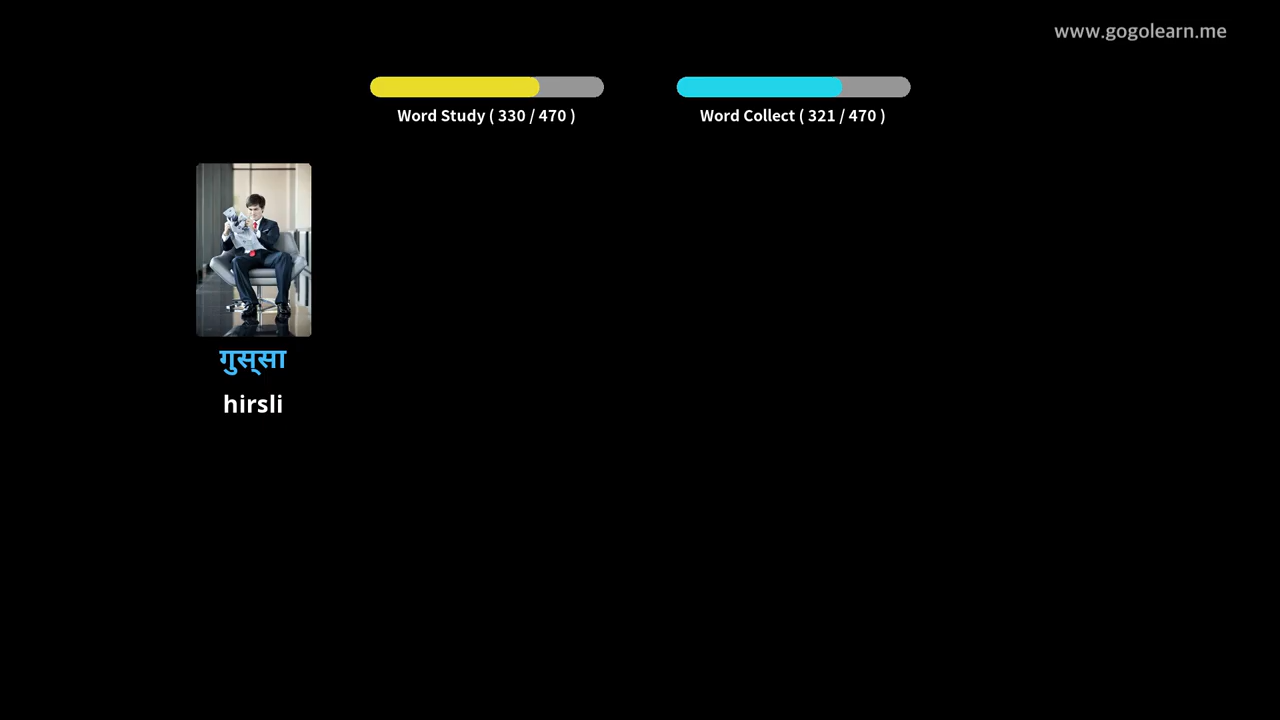 www.gogolearn.me
Word Study ( 330 / 470 )
Word Collect ( 321 / 470 )
गुस्‌सा
hirsli